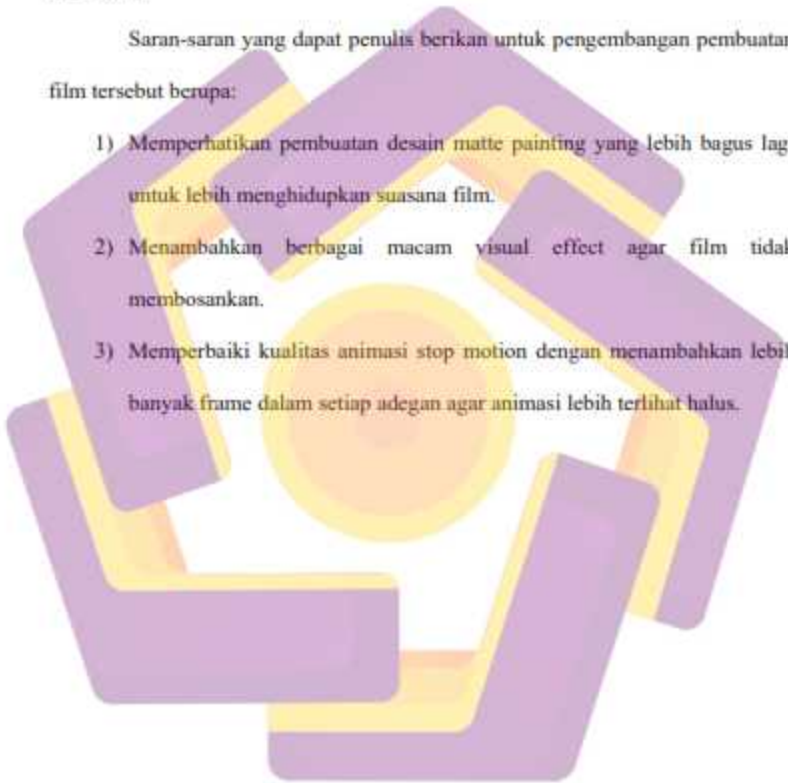 Saran-saran yang dapat penulis berikan untuk pengembangan pembuatan
film tersebut berupa:
1) Memperhatikan pembuatan desain matte painting yang lebih bagus lag
untuk lebih menghidupkan suasana film.
2) Menambahkan berbagai macam visual effect agar film tidak
membosankan.
3) Memperbaiki kualitas animasi stop motion dengan menambahkan lebih
banyak frame dalam setiap adegan agar animasi lebih terlihat halus.